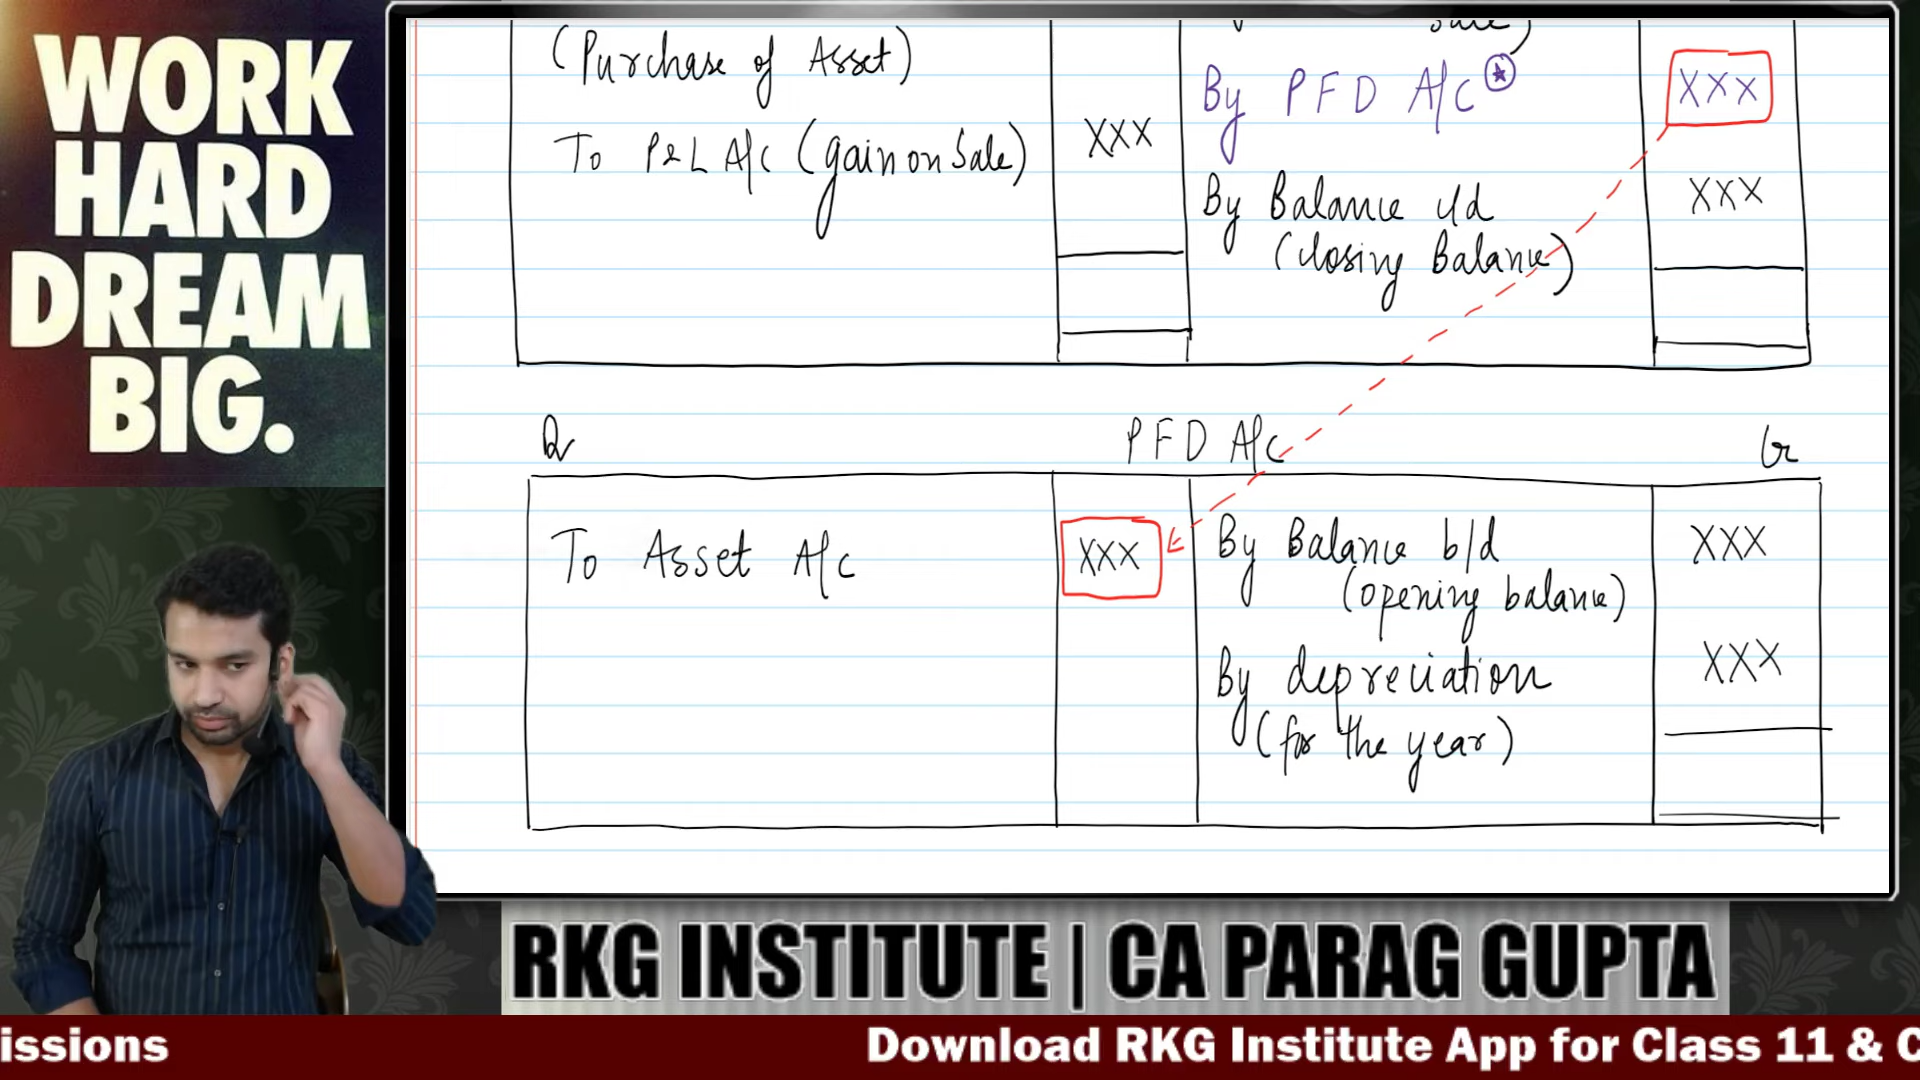 WORK
HARD
DREAM
BIG.
(Purchase of Asset)
To P&L A/c (gain on Sale) XXX
Sale)
By PFD A/c XXX
By Balance c/d XXX
(closing Balance)
Dr PFD A/c Cr
To Asset A/c XXX
By Balance b/d XXX
(opening balance)
By depreciation XXX
(for the year)
RKG INSTITUTE | CA PARAG GUPTA
issions Download RKG Institute App for Class 11 & C